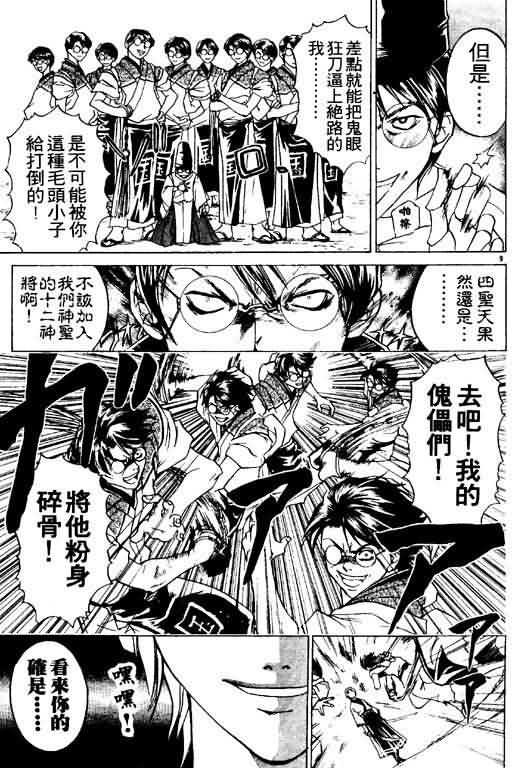 但是……
啪嚓
差點就能把鬼眼
狂刀逼上絕路的
我……
是不可能被你
這種毛頭小子
給打倒的！
9
四聖天果
然還是……
不該加入
我們神聖
的十二神
將啊！
去吧！我的
傀儡們！
將他粉身
碎骨！
嘿嘿！
看來你的
確是……